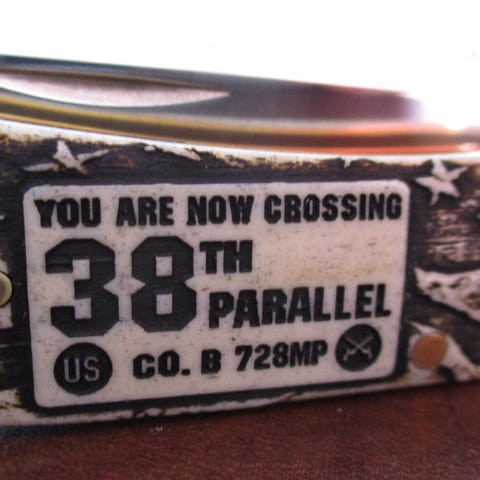 YOU ARE NOW CROSSING
38TH
PARALLEL
US CO. B 728MP